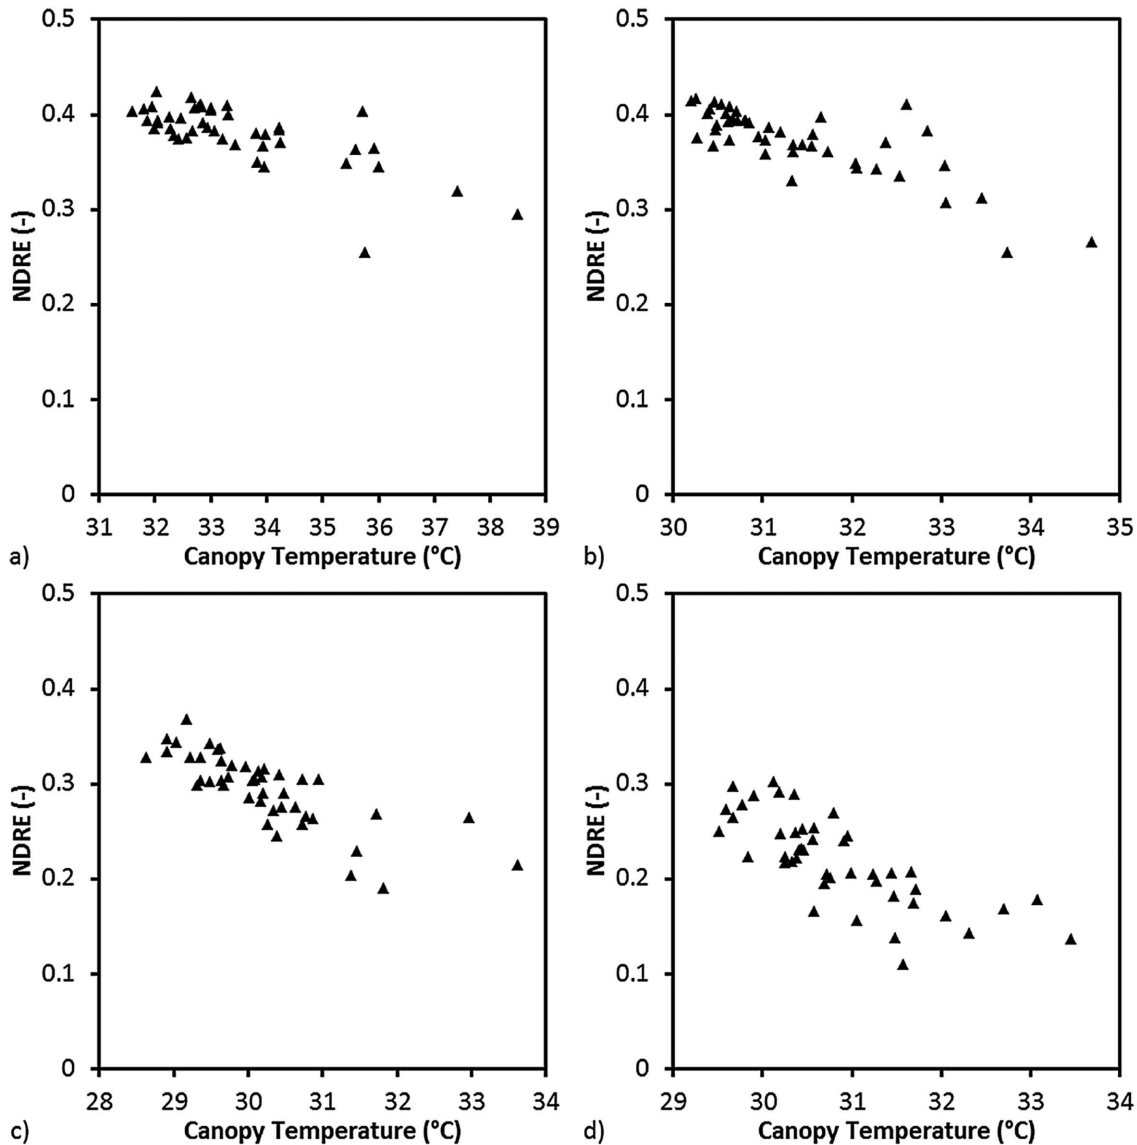 0.5
0.4
0.3
0.2
0.1
0
NDRE (-)
31 32 33 34 35 36 37 38 39
a) Canopy Temperature (°C)
0.5
0.4
0.3
0.2
0.1
0
NDRE (-)
30 31 32 33 34 35
b) Canopy Temperature (°C)
0.5
0.4
0.3
0.2
0.1
0
NDRE (-)
28 29 30 31 32 33 34
c) Canopy Temperature (°C)
0.5
0.4
0.3
0.2
0.1
0
NDRE (-)
29 30 31 32 33 34
d) Canopy Temperature (°C)